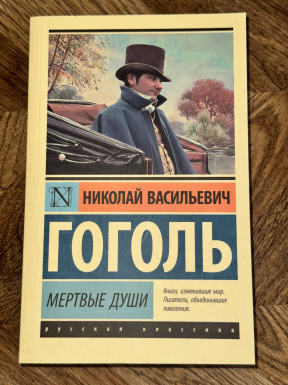 N
НИКОЛАЙ ВАСИЛЬЕВИЧ
ГОГОЛЬ
МЕРТВЫЕ ДУШИ
Книги, изменившие мир.
Писатели, объединившие
поколения.
русская классика